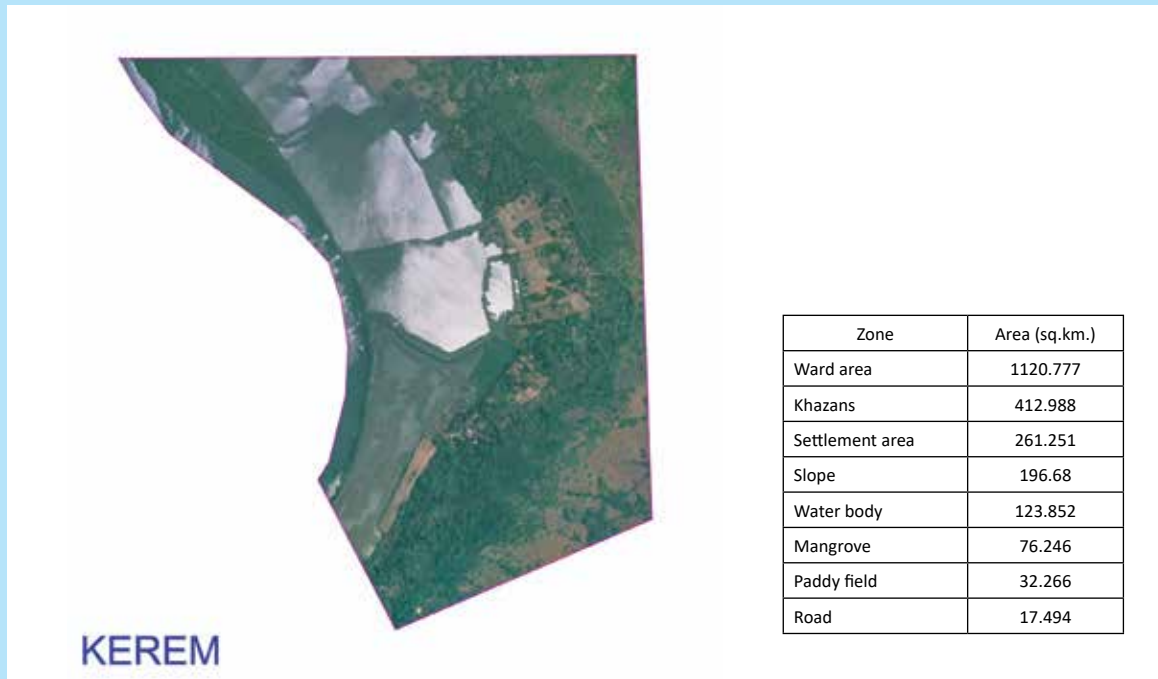 Zone Area (sq.km.)
Ward area 1120.777
Khazans 412.988
Settlement area 261.251
Slope 196.68
Water body 123.852
Mangrove 76.246
Paddy field 32.266
Road 17.494
KEREM